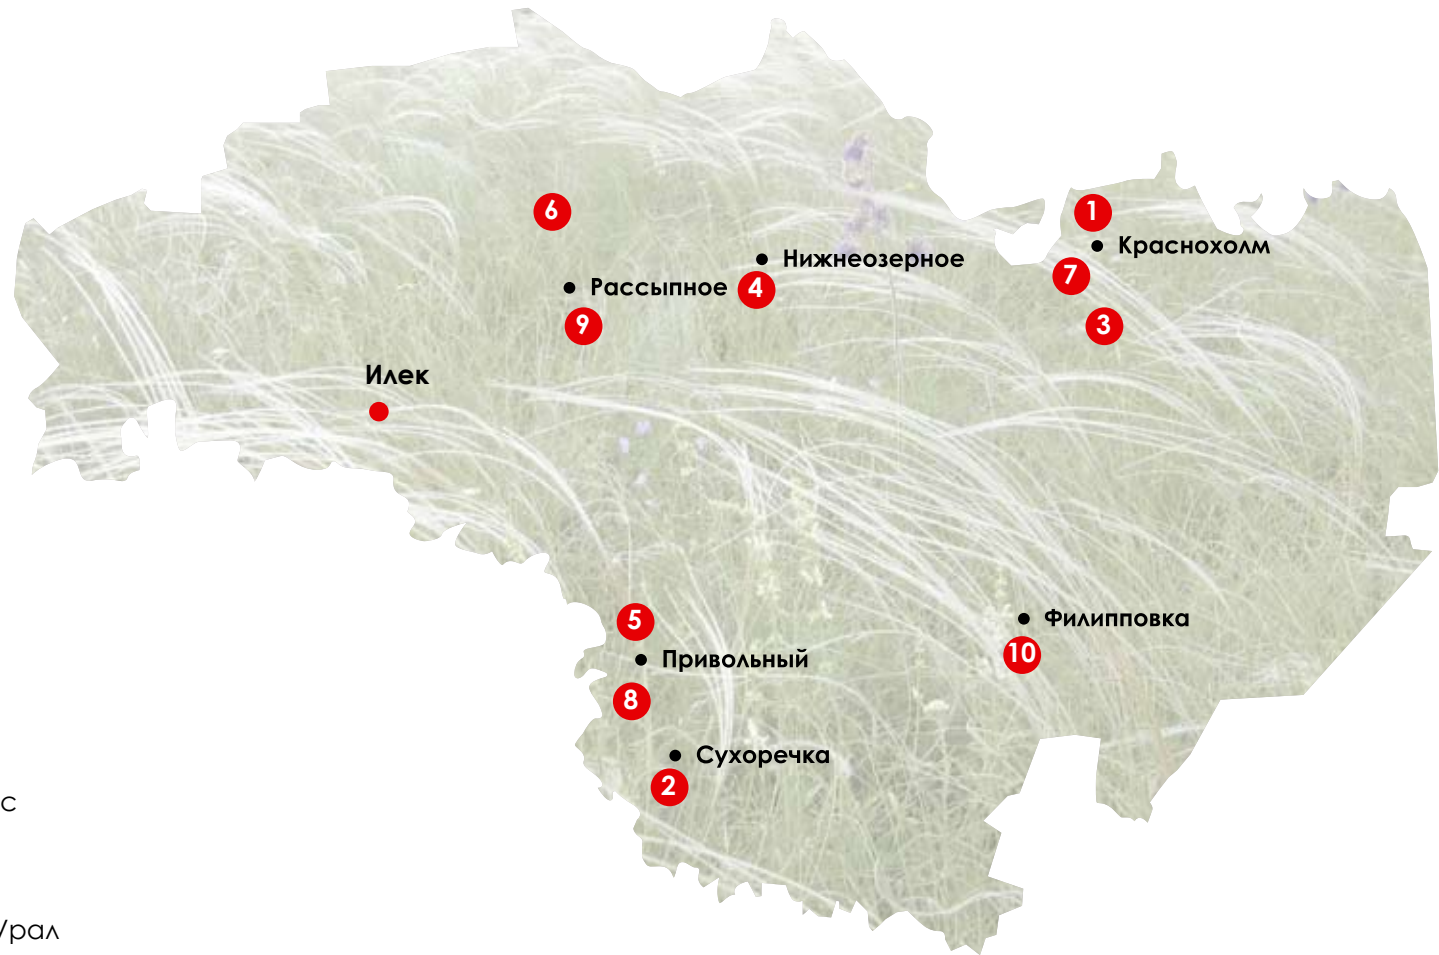 6
1
Краснохолм
Нижнеозерное
7
Рассыпное
4
9
3
Илек
5
Филипповка
10
Привольный
8
Сухоречка
2
с
Урал